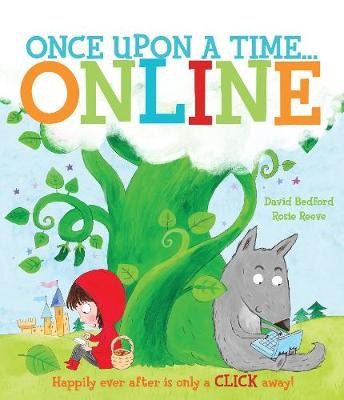 ONCE UPON A TIME...
ONLINE
David Bedford
Rosie Reeve
Happily ever after is only a CLICK away!